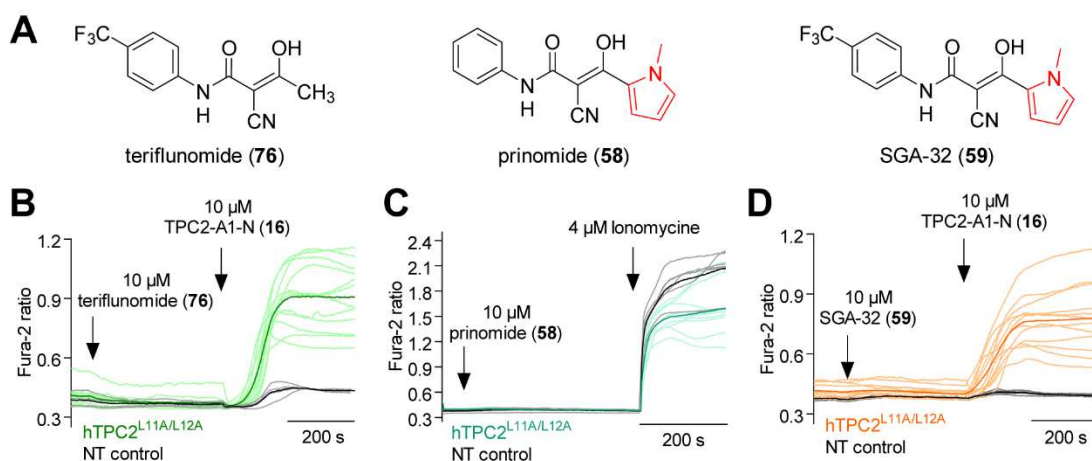 A
F₃C
O
OH
N
H
CN
CH₃
teriflunomide (76)
O
OH
N
H
CN
N
prinomide (58)
F₃C
O
OH
N
H
CN
N
SGA-32 (59)
B
10 µM
TPC2-A1-N (16)
10 µM
teriflunomide (76)
Fura-2 ratio
1.2
0.9
0.6
0.3
hTPC2L11A/L12A
NT control
200 s
C
4 µM Ionomycine
10 µM
prinomide (58)
Fura-2 ratio
2.4
2.1
1.8
1.5
1.2
0.9
0.6
0.3
hTPC2L11A/L12A
NT control
200 s
D
10 µM
TPC2-A1-N (16)
10 µM
SGA-32 (59)
Fura-2 ratio
1.2
0.9
0.6
0.3
hTPC2L11A/L12A
NT control
200 s